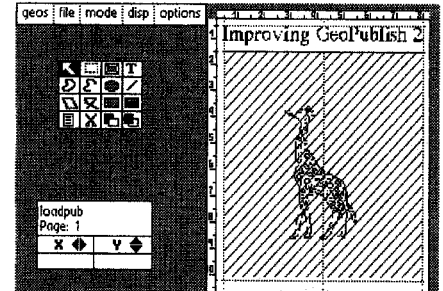 geos file mode disp options
Improving GeoPublish 2
T
loadpub
Page: 1
X Y